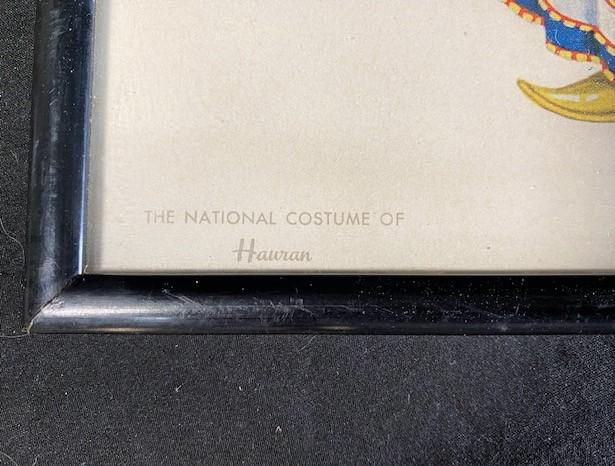 THE NATIONAL COSTUME OF
Hauran